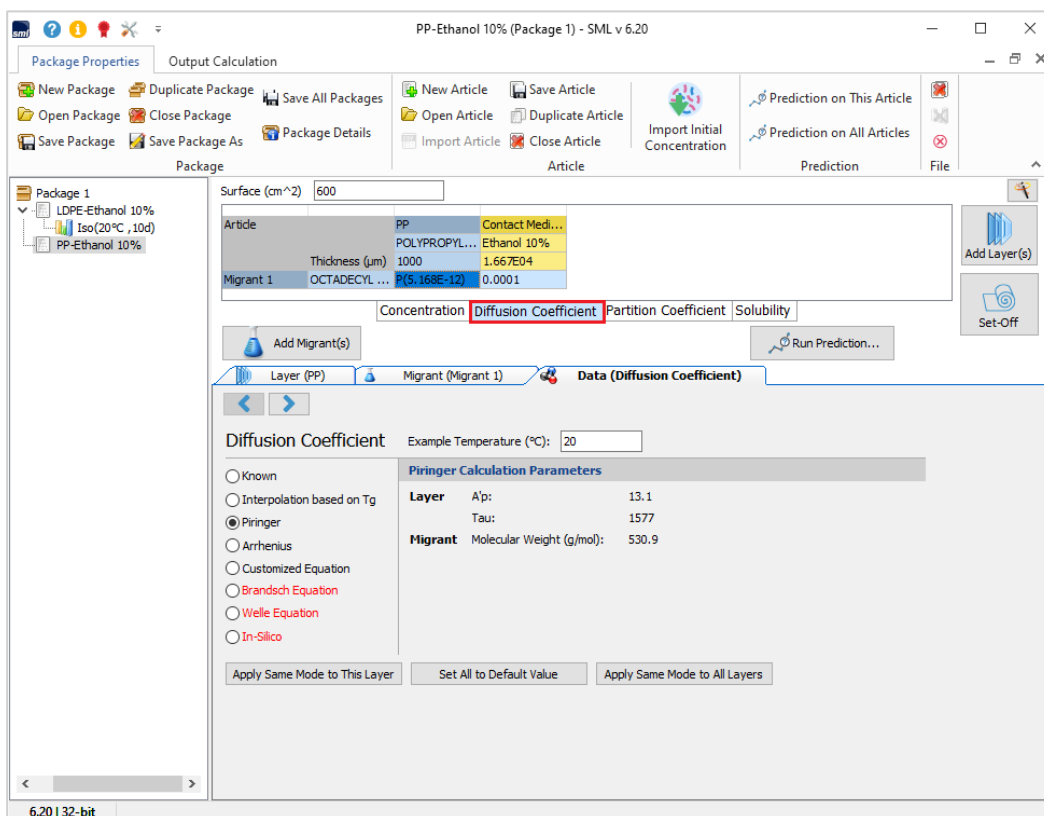 sml
PP-Ethanol 10% (Package 1) - SML v 6.20
Package Properties
Output Calculation
New Package
Duplicate Package
Save All Packages
Open Package
Close Package
Package Details
Save Package
Save Package As
Package
New Article
Save Article
Open Article
Duplicate Article
Import Article
Close Article
Import Initial
Concentration
Article
Prediction on This Article
Prediction on All Articles
Prediction
File
Package 1
LDPE-Ethanol 10%
Iso(20°C ,10d)
PP-Ethanol 10%
Surface (cm^2) 600
Article PP Contact Medi...
POLYPROPYL... Ethanol 10%
Thickness (µm) 1000 1.667E04
Migrant 1 OCTADECYL ... P(5.168E-12) 0.0001
Concentration Diffusion Coefficient Partition Coefficient Solubility
Add Layer(s)
Set-Off
Add Migrant(s)
Run Prediction...
Layer (PP) Migrant (Migrant 1) Data (Diffusion Coefficient)
Diffusion Coefficient Example Temperature (°C): 20
Known
Interpolation based on Tg
Piringer
Arrhenius
Customized Equation
Brandsch Equation
Welle Equation
In-Silico
Piringer Calculation Parameters
Layer A'p: 13.1
Tau: 1577
Migrant Molecular Weight (g/mol): 530.9
Apply Same Mode to This Layer Set All to Default Value Apply Same Mode to All Layers
6.20 | 32-bit